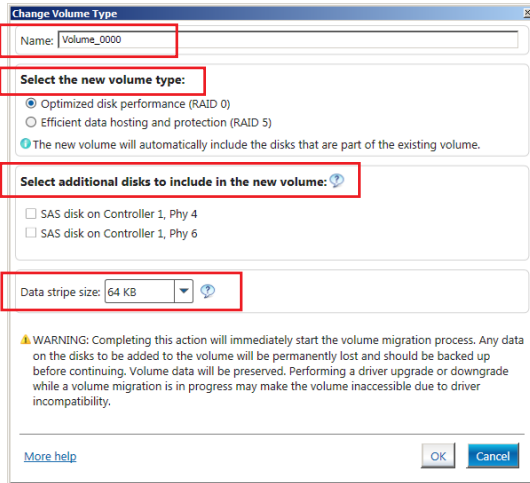 Change Volume Type
Name: Volume_0000
Select the new volume type:
Optimized disk performance (RAID 0)
Efficient data hosting and protection (RAID 5)
The new volume will automatically include the disks that are part of the existing volume.
Select additional disks to include in the new volume:
SAS disk on Controller 1, Phy 4
SAS disk on Controller 1, Phy 6
Data stripe size: 64 KB
WARNING: Completing this action will immediately start the volume migration process. Any data
on the disks to be added to the volume will be permanently lost and should be backed up
before continuing. Volume data will be preserved. Performing a driver upgrade or downgrade
while a volume migration is in progress may make the volume inaccessible due to driver
incompatibility.
More help
OK
Cancel